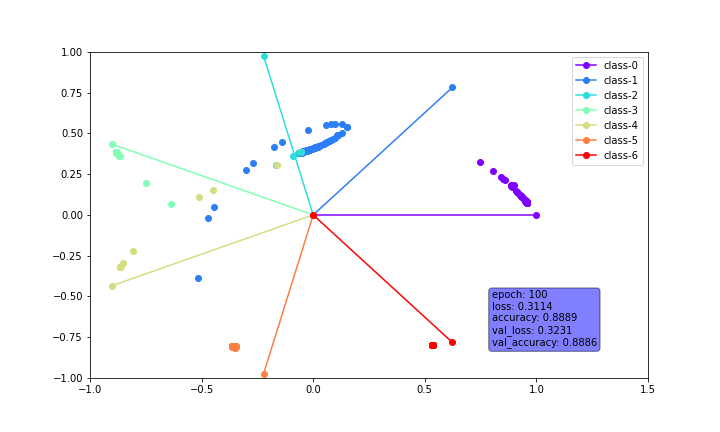 1.00
0.75
0.50
0.25
0.00
−0.25
−0.50
−0.75
−1.00
−1.0
−0.5
0.0
0.5
1.0
1.5
class-0
class-1
class-2
class-3
class-4
class-5
class-6
epoch: 100
loss: 0.3114
accuracy: 0.8889
val_loss: 0.3231
val_accuracy: 0.8886